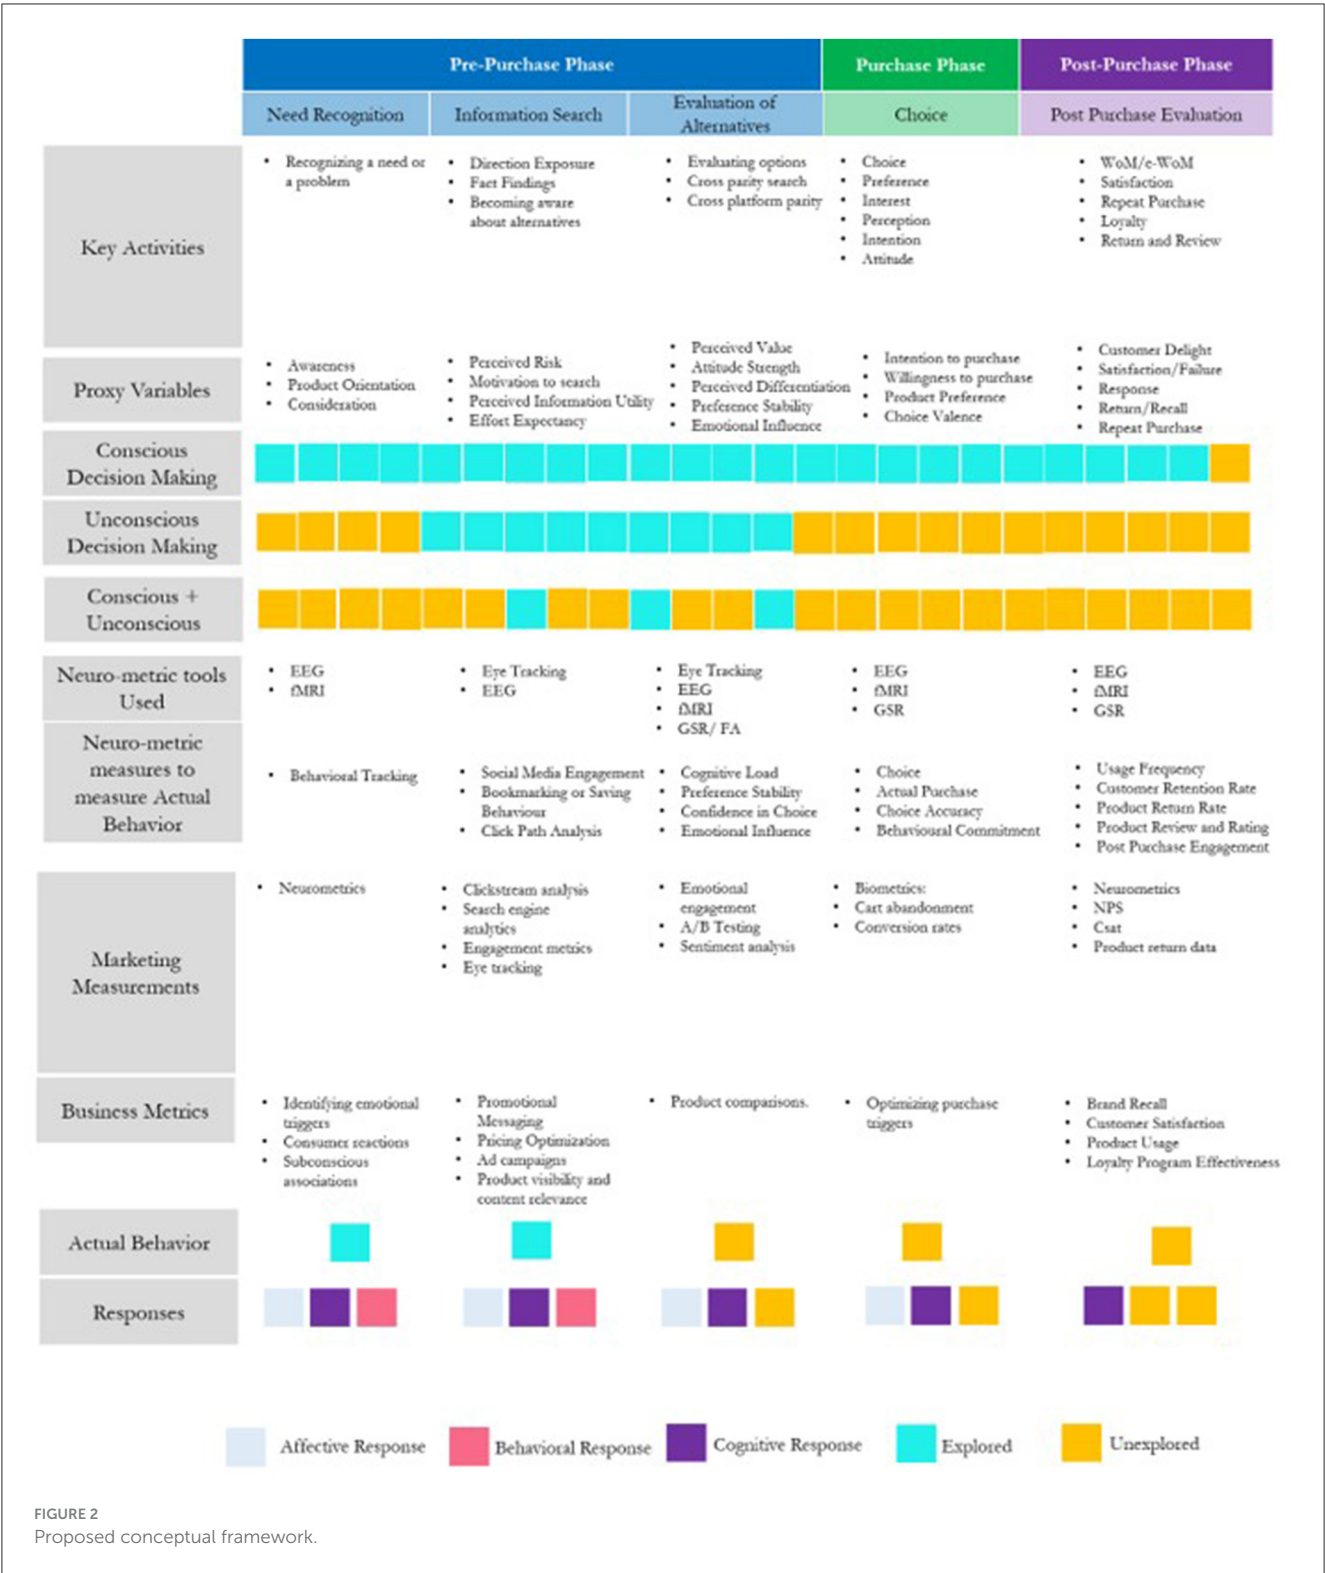 Pre-Purchase Phase
Purchase Phase
Post-Purchase Phase
Need Recognition
Information Search
Evaluation of
Alternatives
Choice
Post Purchase Evaluation
Key Activities
• Recognizing a need or
a problem
• Direction Exposure
• Fact Findings
• Becoming aware
about alternatives
• Evaluating options
• Cross parity search
• Cross platform parity
• Choice
• Preference
• Interest
• Perception
• Intention
• Attitude
• WoM/e-WoM
• Satisfaction
• Repeat Purchase
• Loyalty
• Return and Review
Proxy Variables
• Awareness
• Product Orientation
• Consideration
• Perceived Risk
• Motivation to search
• Perceived Information Utility
• Effort Expectancy
• Perceived Value
• Attitude Strength
• Perceived Differentiation
• Preference Stability
• Emotional Influence
• Intention to purchase
• Willingness to purchase
• Product Preference
• Choice Valence
• Customer Delight
• Satisfaction/Failure
• Response
• Return/Recall
• Repeat Purchase
Conscious
Decision Making
Unconscious
Decision Making
Conscious +
Unconscious
Neuro-metric tools
Used
• EEG
• fMRI
• Eye Tracking
• EEG
• Eye Tracking
• EEG
• fMRI
• GSR/ FA
• EEG
• fMRI
• GSR
• EEG
• fMRI
• GSR
Neuro-metric
measures to
measure Actual
Behavior
• Behavioral Tracking
• Social Media Engagement
• Bookmarking or Saving
Behaviour
• Click Path Analysis
• Cognitive Load
• Preference Stability
• Confidence in Choice
• Emotional Influence
• Choice
• Actual Purchase
• Choice Accuracy
• Behavioural Commitment
• Usage Frequency
• Customer Retention Rate
• Product Return Rate
• Product Review and Rating
• Post Purchase Engagement
Marketing
Measurements
• Neurometrics
• Clickstream analysis
• Search engine
analytics
• Engagement metrics
• Eye tracking
• Emotional
engagement
• A/B Testing
• Sentiment analysis
• Biometrics:
• Cart abandonment
• Conversion rates
• Neurometrics
• NPS
• Csat
• Product return data
Business Metrics
• Identifying emotional
triggers
• Consumer reactions
• Subconscious
associations
• Promotional
Messaging
• Pricing Optimization
• Ad campaigns
• Product visibility and
content relevance
• Product comparisons.
• Optimizing purchase
triggers
• Brand Recall
• Customer Satisfaction
• Product Usage
• Loyalty Program Effectiveness
Actual Behavior
Responses
Affective Response
Behavioral Response
Cognitive Response
Explored
Unexplored
FIGURE 2
Proposed conceptual framework.